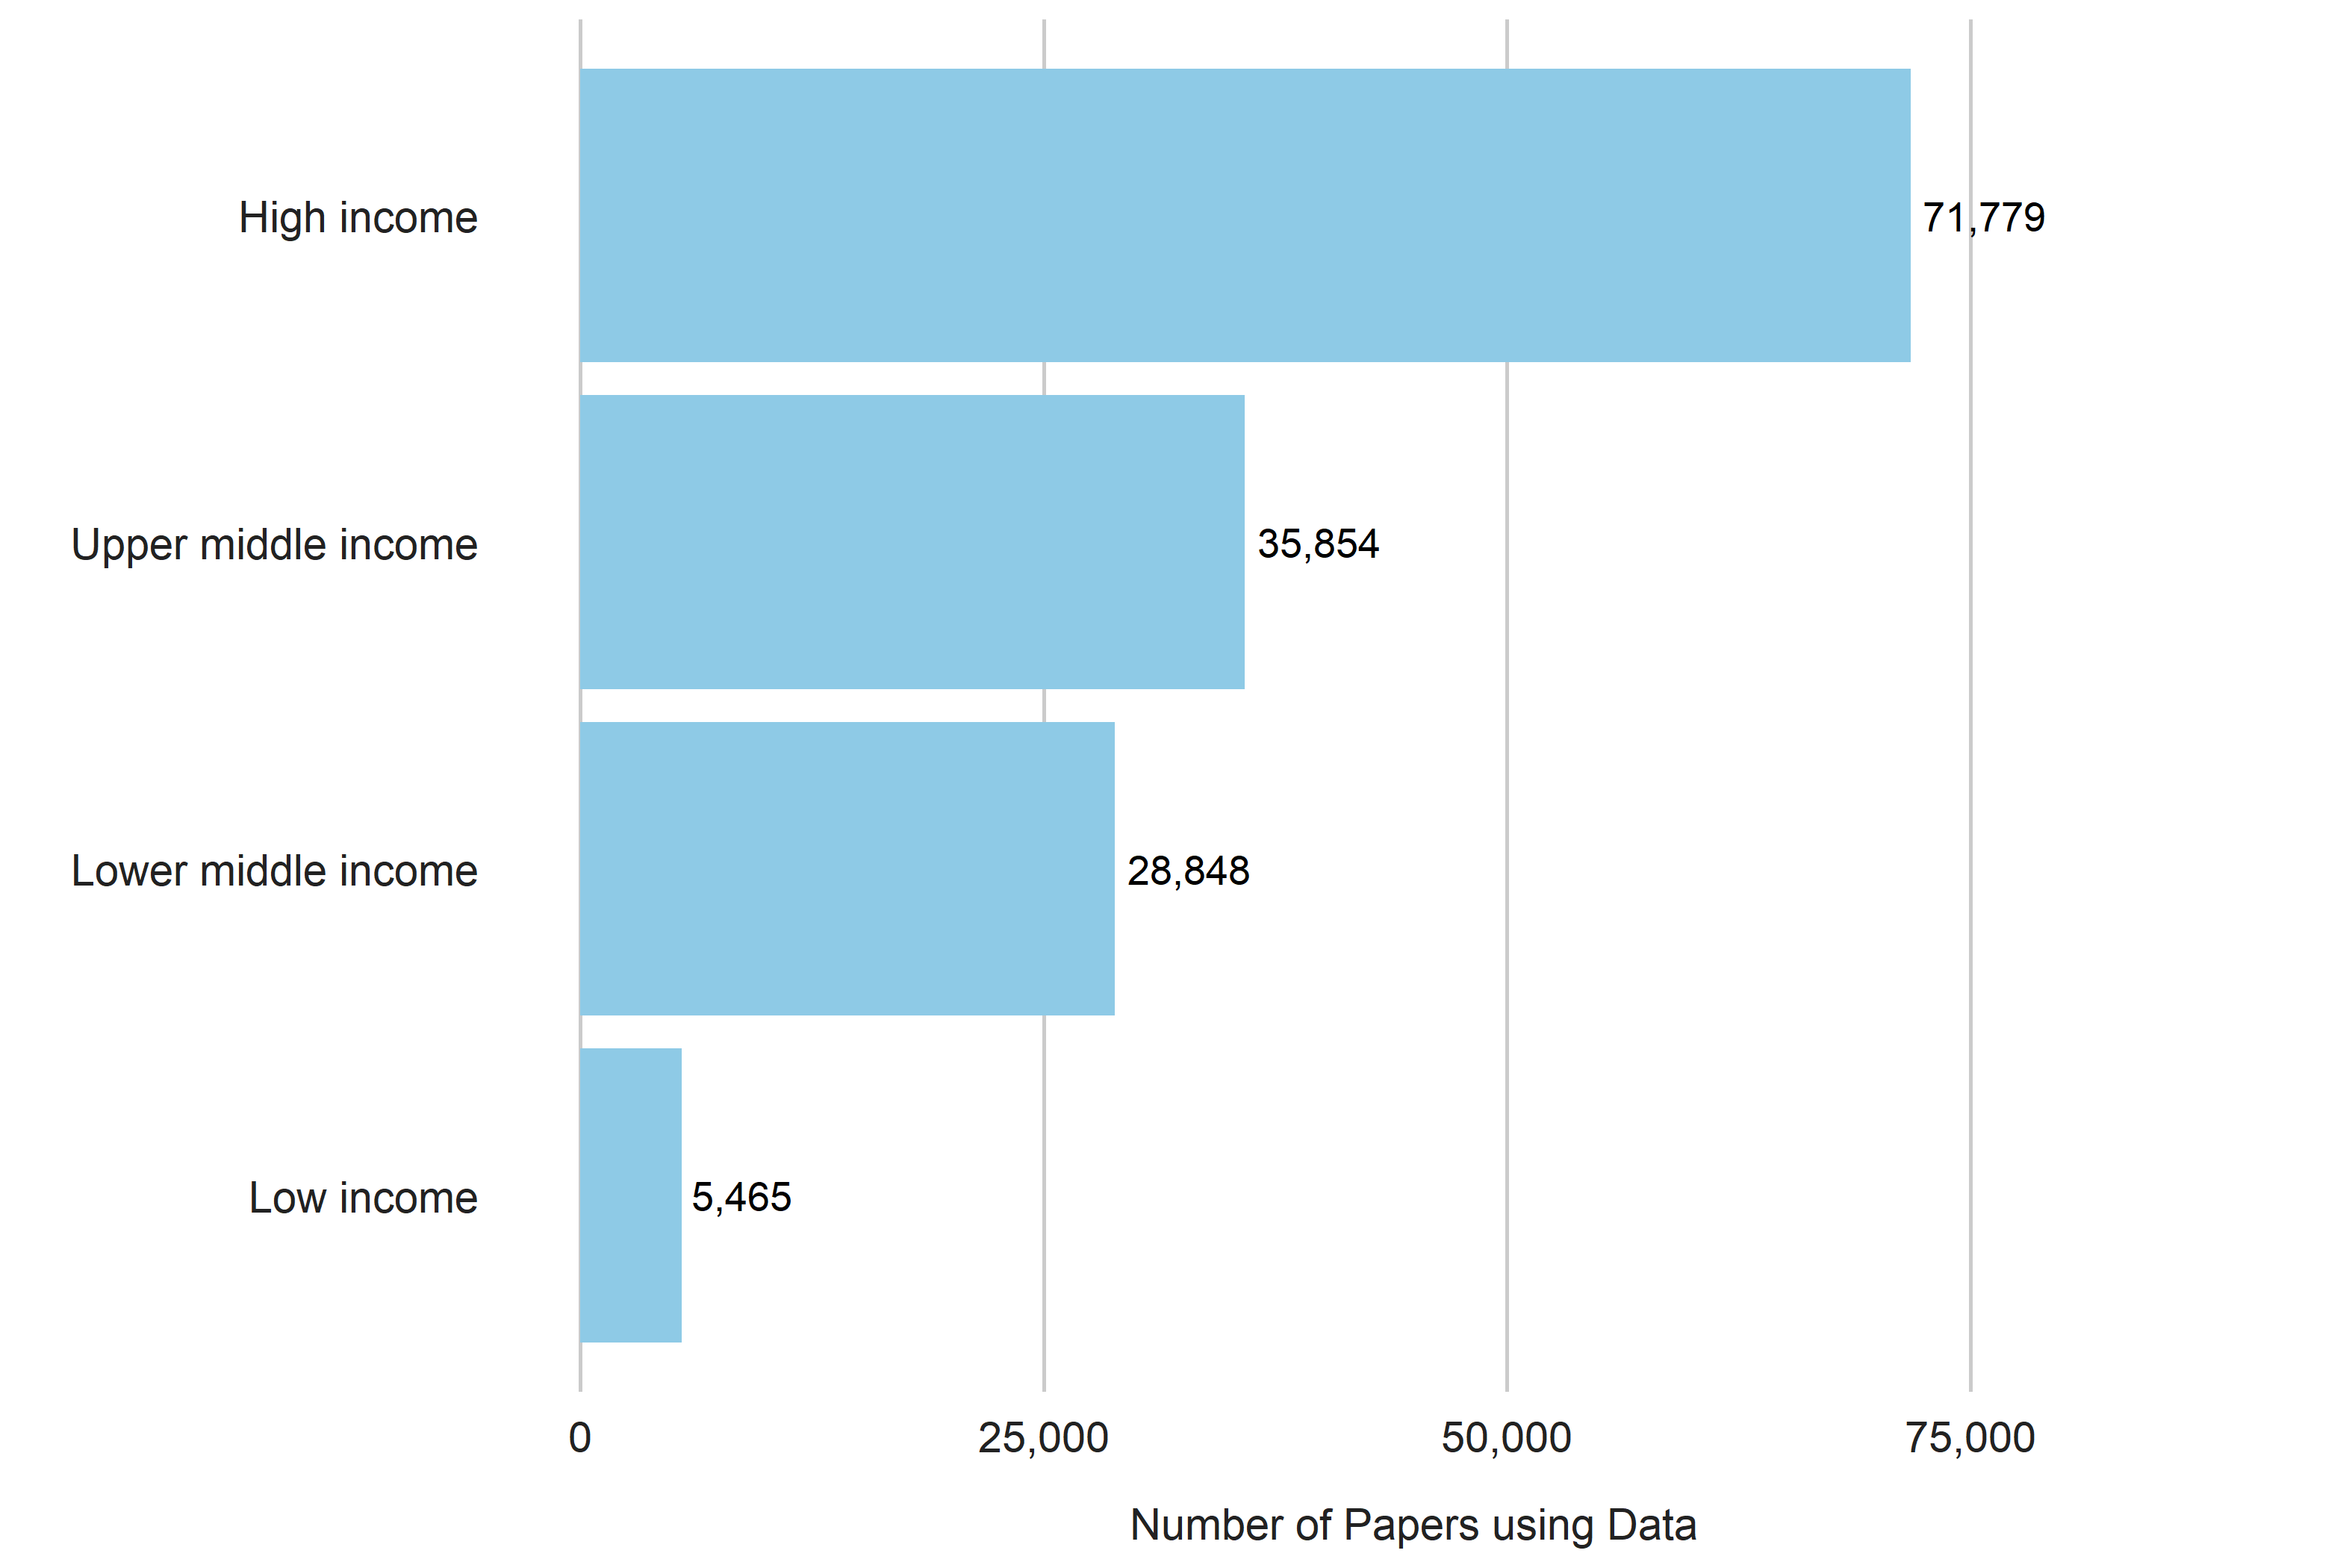 High income
71,779
Upper middle income
35,854
Lower middle income
28,848
Low income
5,465
0
25,000
50,000
75,000
Number of Papers using Data